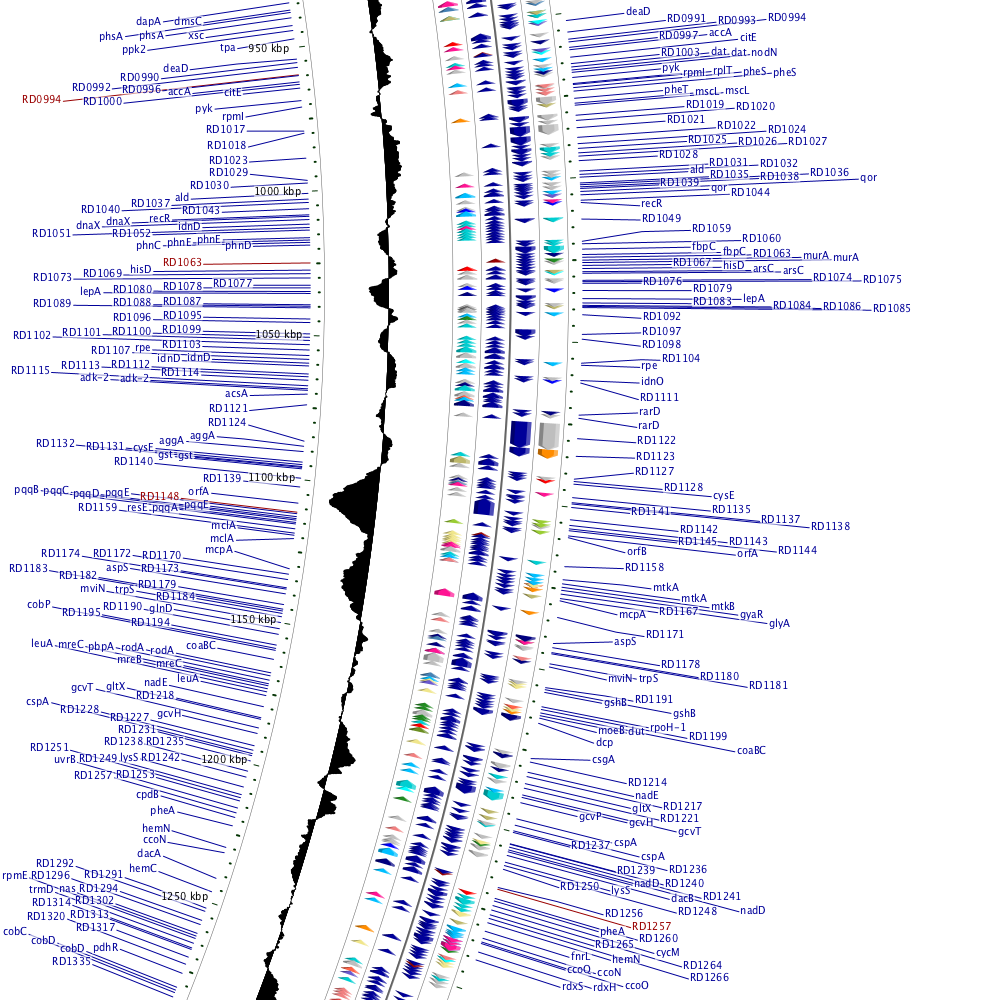 dapA dmsC
phsA phsA xsc
ppk2 tpa 950 kbp
deaD
RD0990
RD0992 RD0996 accA citE
RD0994 RD1000
pyk
rpmI
RD1017
RD1018
RD1023
RD1029
RD1030 1000 kbp
RD1037 ald
RD1040 RD1043
dnaX dnaX recR idnD
RD1051 RD1052
phnC phnE phnE phnD
RD1063
RD1073 RD1069 hisD
lepA RD1080 RD1078 RD1077
RD1089 RD1088 RD1087
RD1096 RD1095
RD1102 RD1101 RD1100 RD1099 1050 kbp
RD1107 rpe RD1103
RD1115 RD1113 RD1112 idnD idnD
adk-2 adk-2 RD1114
acsA
RD1121
RD1124
RD1132 RD1131 cysE aggA aggA
RD1140 gst gst
RD1139 1100 kbp
pqqB pqqC pqqD pqqE RD1148 orfA
RD1159 resE pqqA pqqE
mclA
mclA
mcpA
RD1174 RD1172 RD1170
RD1183 RD1182 aspS RD1173
mviN trpS RD1179
RD1184
cobP RD1195 RD1190 glnD
RD1194 1150 kbp
leuA mreC pbpA rodA rodA coaBC
mreB mreC
leuA
gcvT gltX nadE
RD1218
cspA RD1228 RD1227 gcvH
RD1231
RD1238 RD1235
RD1251 uvrB RD1249 lysS RD1242 1200 kbp
RD1257 RD1253
cpdB
pheA
hemN
ccoN
dacA
RD1292 hemC
rpmE RD1296 RD1291
trmD nas RD1294 1250 kbp
RD1314 RD1302
RD1320 RD1313
cobC RD1317
cobD cobD pdhR
RD1335
deaD
RD0991 RD0993 RD0994
RD0997 accA citE
RD1003 dat dat nodN
pyk rpmI rplT pheS pheS
pheT mscL mscL
RD1019 RD1020
RD1021
RD1022 RD1024
RD1025 RD1026 RD1027
RD1028
ald RD1031 RD1032
RD1035 RD1038 RD1036 qor
RD1039 qor RD1044
recR
RD1049
RD1059
RD1060
fbpC fbpC RD1063 murA murA
RD1067 hisD arsC arsC
RD1076 RD1074 RD1075
RD1079
RD1083 lepA RD1084 RD1086 RD1085
RD1092
RD1097
RD1098
RD1104
rpe
idnO
RD1111
rarD
rarD
RD1122
RD1123
RD1127
RD1128
cysE
RD1141 RD1135
RD1137 RD1138
RD1142
RD1145 RD1143
orfB orfA RD1144
RD1158
mtkA
mtkA
mcpA RD1167 mtkB
gyaR
glyA
RD1171
aspS
RD1178
mviN trpS RD1180
RD1181
gshB RD1191
gshB
moeB dut rpoH-1
dcp RD1199
coaBC
csgA
RD1214
nadE
gltX RD1217
gcvP gcvH RD1221
gcvT
RD1237 cspA
cspA
RD1239 RD1236
RD1250 lysS nadD RD1240
dacB RD1241
RD1256 RD1248 nadD
pheA RD1257
RD1265 RD1260
fnrL hemN cycM
ccoQ ccoN RD1264
rdxS rdxH ccoO RD1266